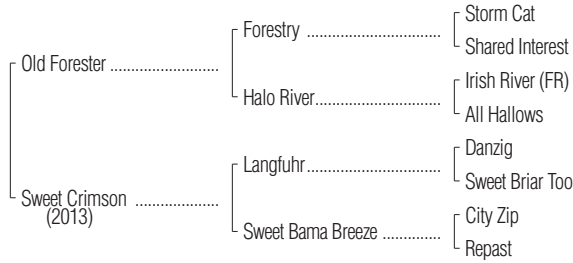 Storm Cat
Forestry ........................
Shared Interest
Old Forester ........................
Irish River (FR)
Halo River........................
All Hallows
Danzig
Langfuhr........................
Sweet Briar Too
Sweet Crimson ..................
(2013)
City Zip
Sweet Bama Breeze ...........
Repast